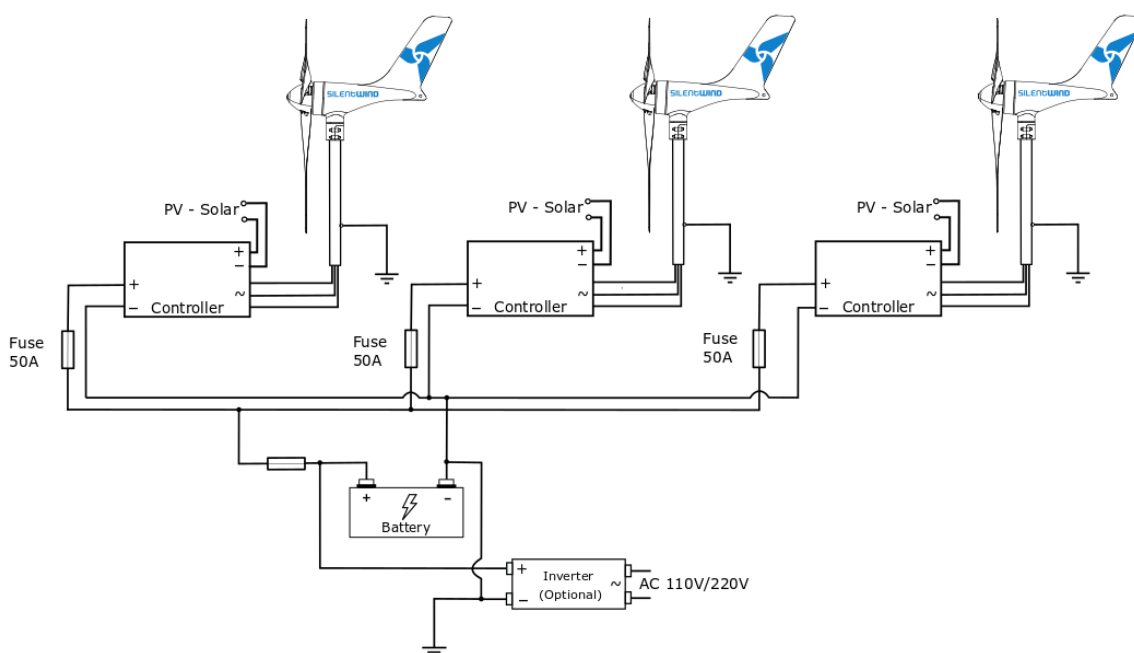 SILENTWIND
SILENTWIND
SILENTWIND
PV - Solar
PV - Solar
PV - Solar
+
−
+
−
~
Controller
+
−
+
−
~
Controller
+
−
+
−
~
Controller
Fuse
50A
Fuse
50A
Fuse
50A
+ −
Battery
+
−
Inverter
(Optional)
~
AC 110V/220V